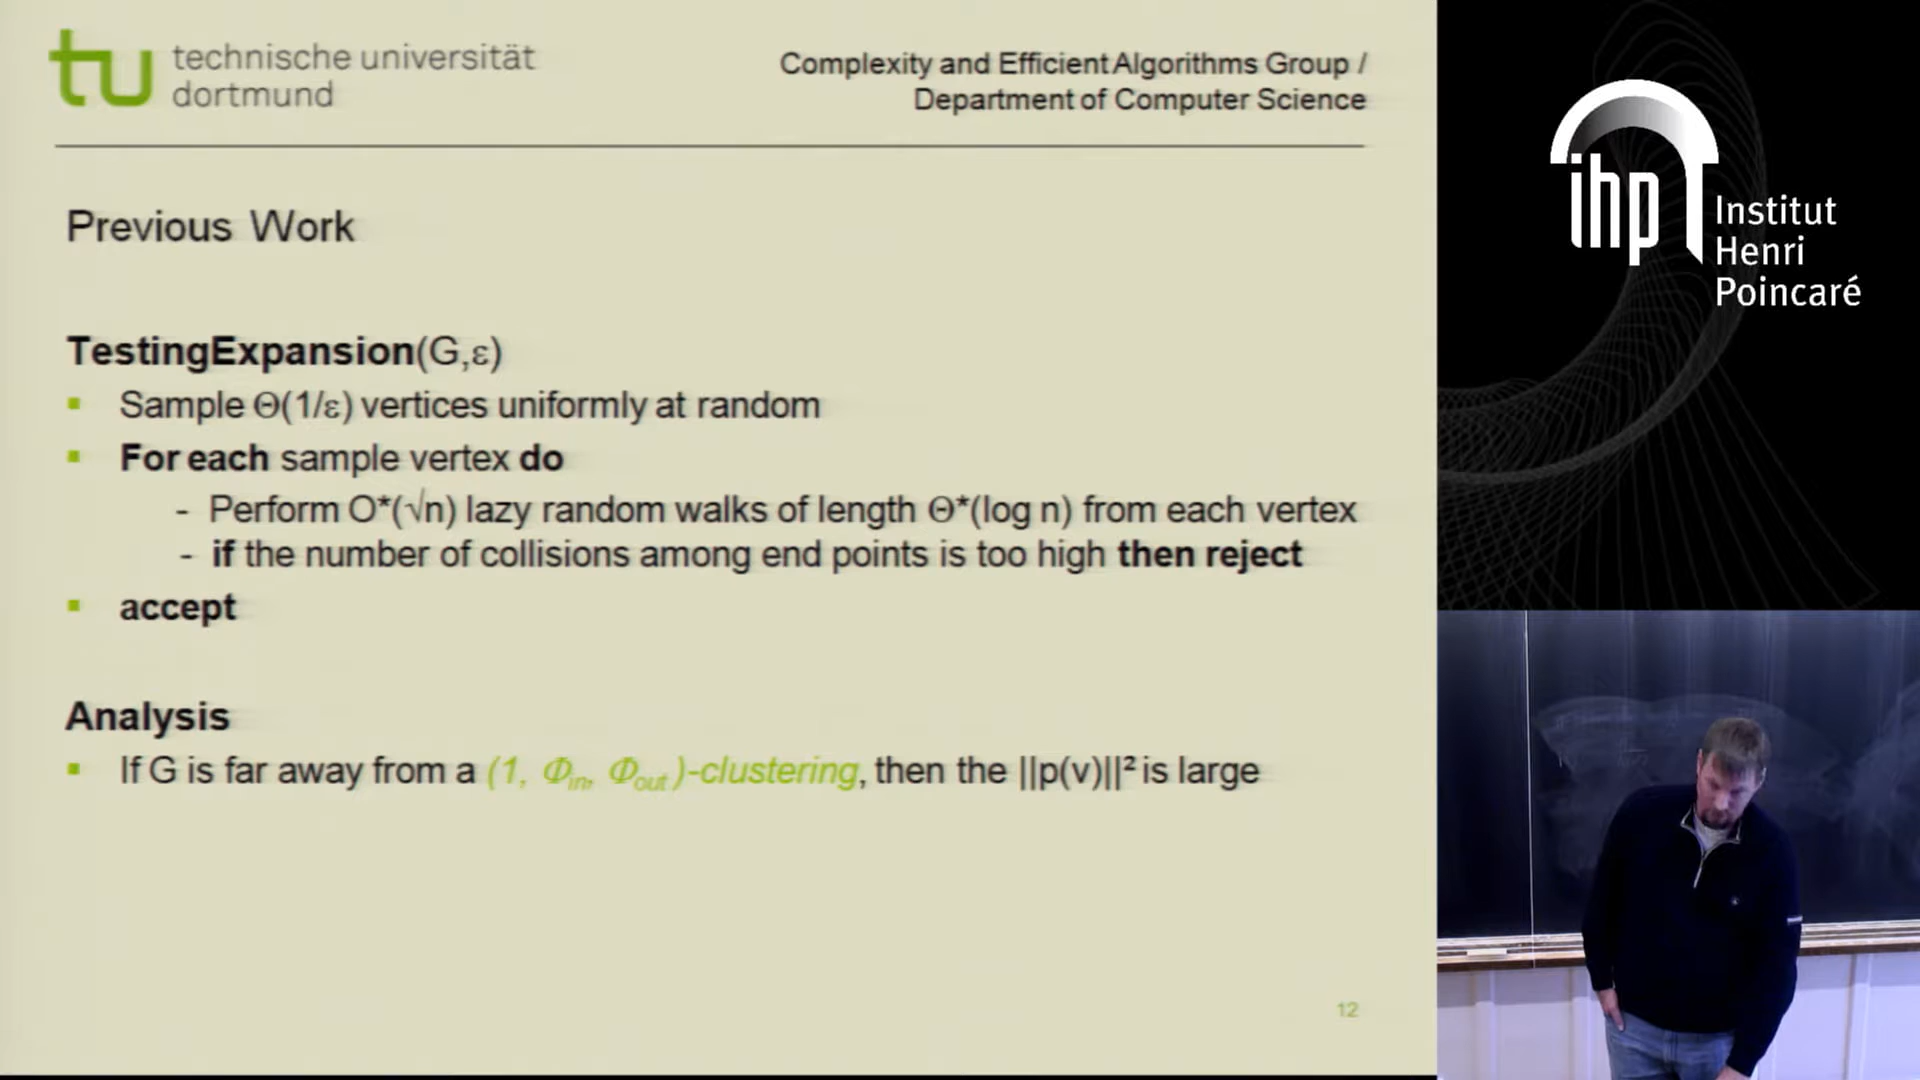 technische universität
dortmund
Complexity and Efficient Algorithms Group /
Department of Computer Science
Previous Work
TestingExpansion(G,ε)
▪ Sample Θ(1/ε) vertices uniformly at random
▪ For each sample vertex do
- Perform O*(√n) lazy random walks of length Θ*(log n) from each vertex
- if the number of collisions among end points is too high then reject
▪ accept
Analysis
▪ If G is far away from a (1, Φin, Φout)-clustering, then the ||p(v)||² is large
12
ihp Institut
Henri
Poincaré